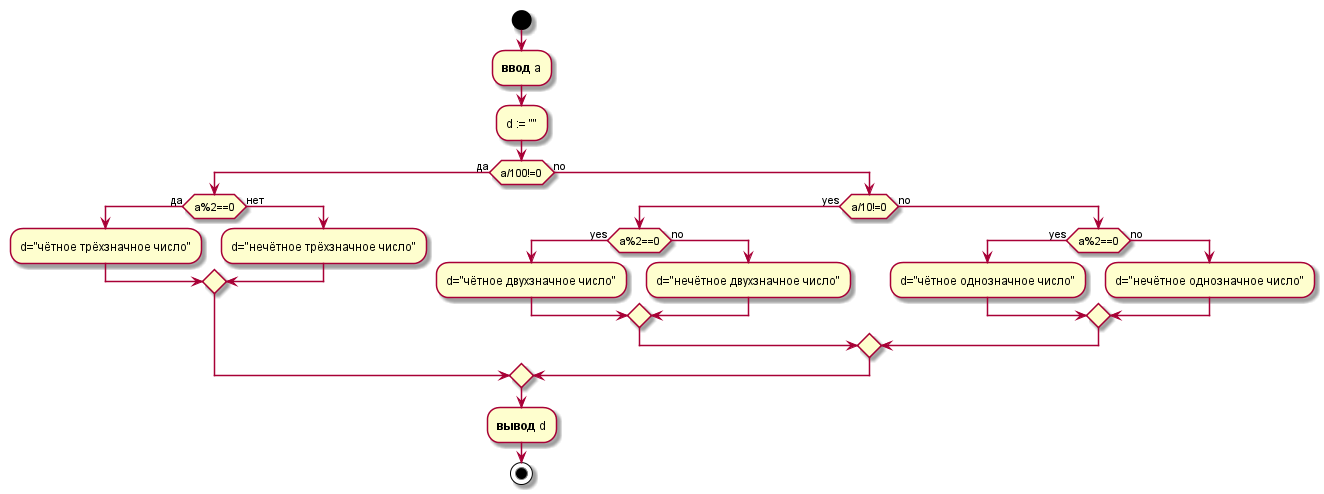 ввод a
d := ""
да
a/100!=0
no
да
a%2==0
нет
d="чётное трёхзначное число"
d="нечётное трёхзначное число"
yes
a/10!=0
no
yes
a%2==0
no
d="чётное двухзначное число"
d="нечётное двухзначное число"
yes
a%2==0
no
d="чётное однозначное число"
d="нечётное однозначное число"
вывод d